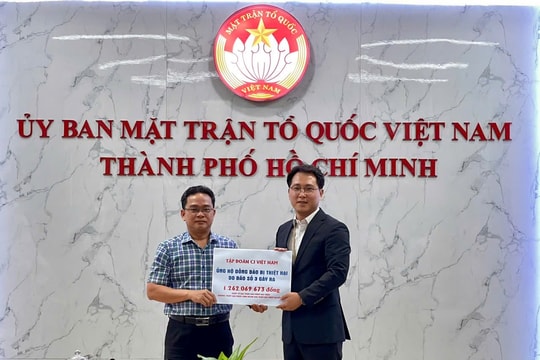 MẶT TRẬN TỔ QUỐC
VIỆT NAM
ỦY BAN MẶT TRẬN TỔ QUỐC VIỆT NAM
THÀNH PHỐ HỒ CHÍ MINH
TẬP ĐOÀN CJ VIỆT NAM
ỦNG HỘ ĐỒNG BÀO BỊ THIỆT HẠI
DO BÃO SỐ 3 GÂY RA
1 262.069.673 đồng